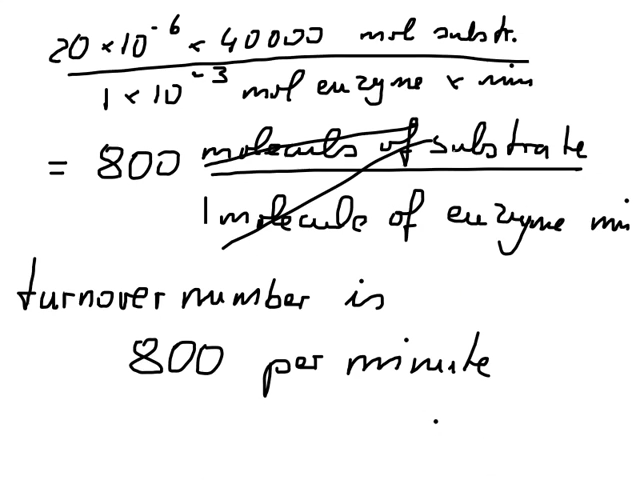 20 × 10⁻⁶ × 40000 mol substr.
1 × 10⁻³ mol enzyme × min
= 800 molecules of substrate
1 molecule of enzyme min
turnover number is
800 per minute